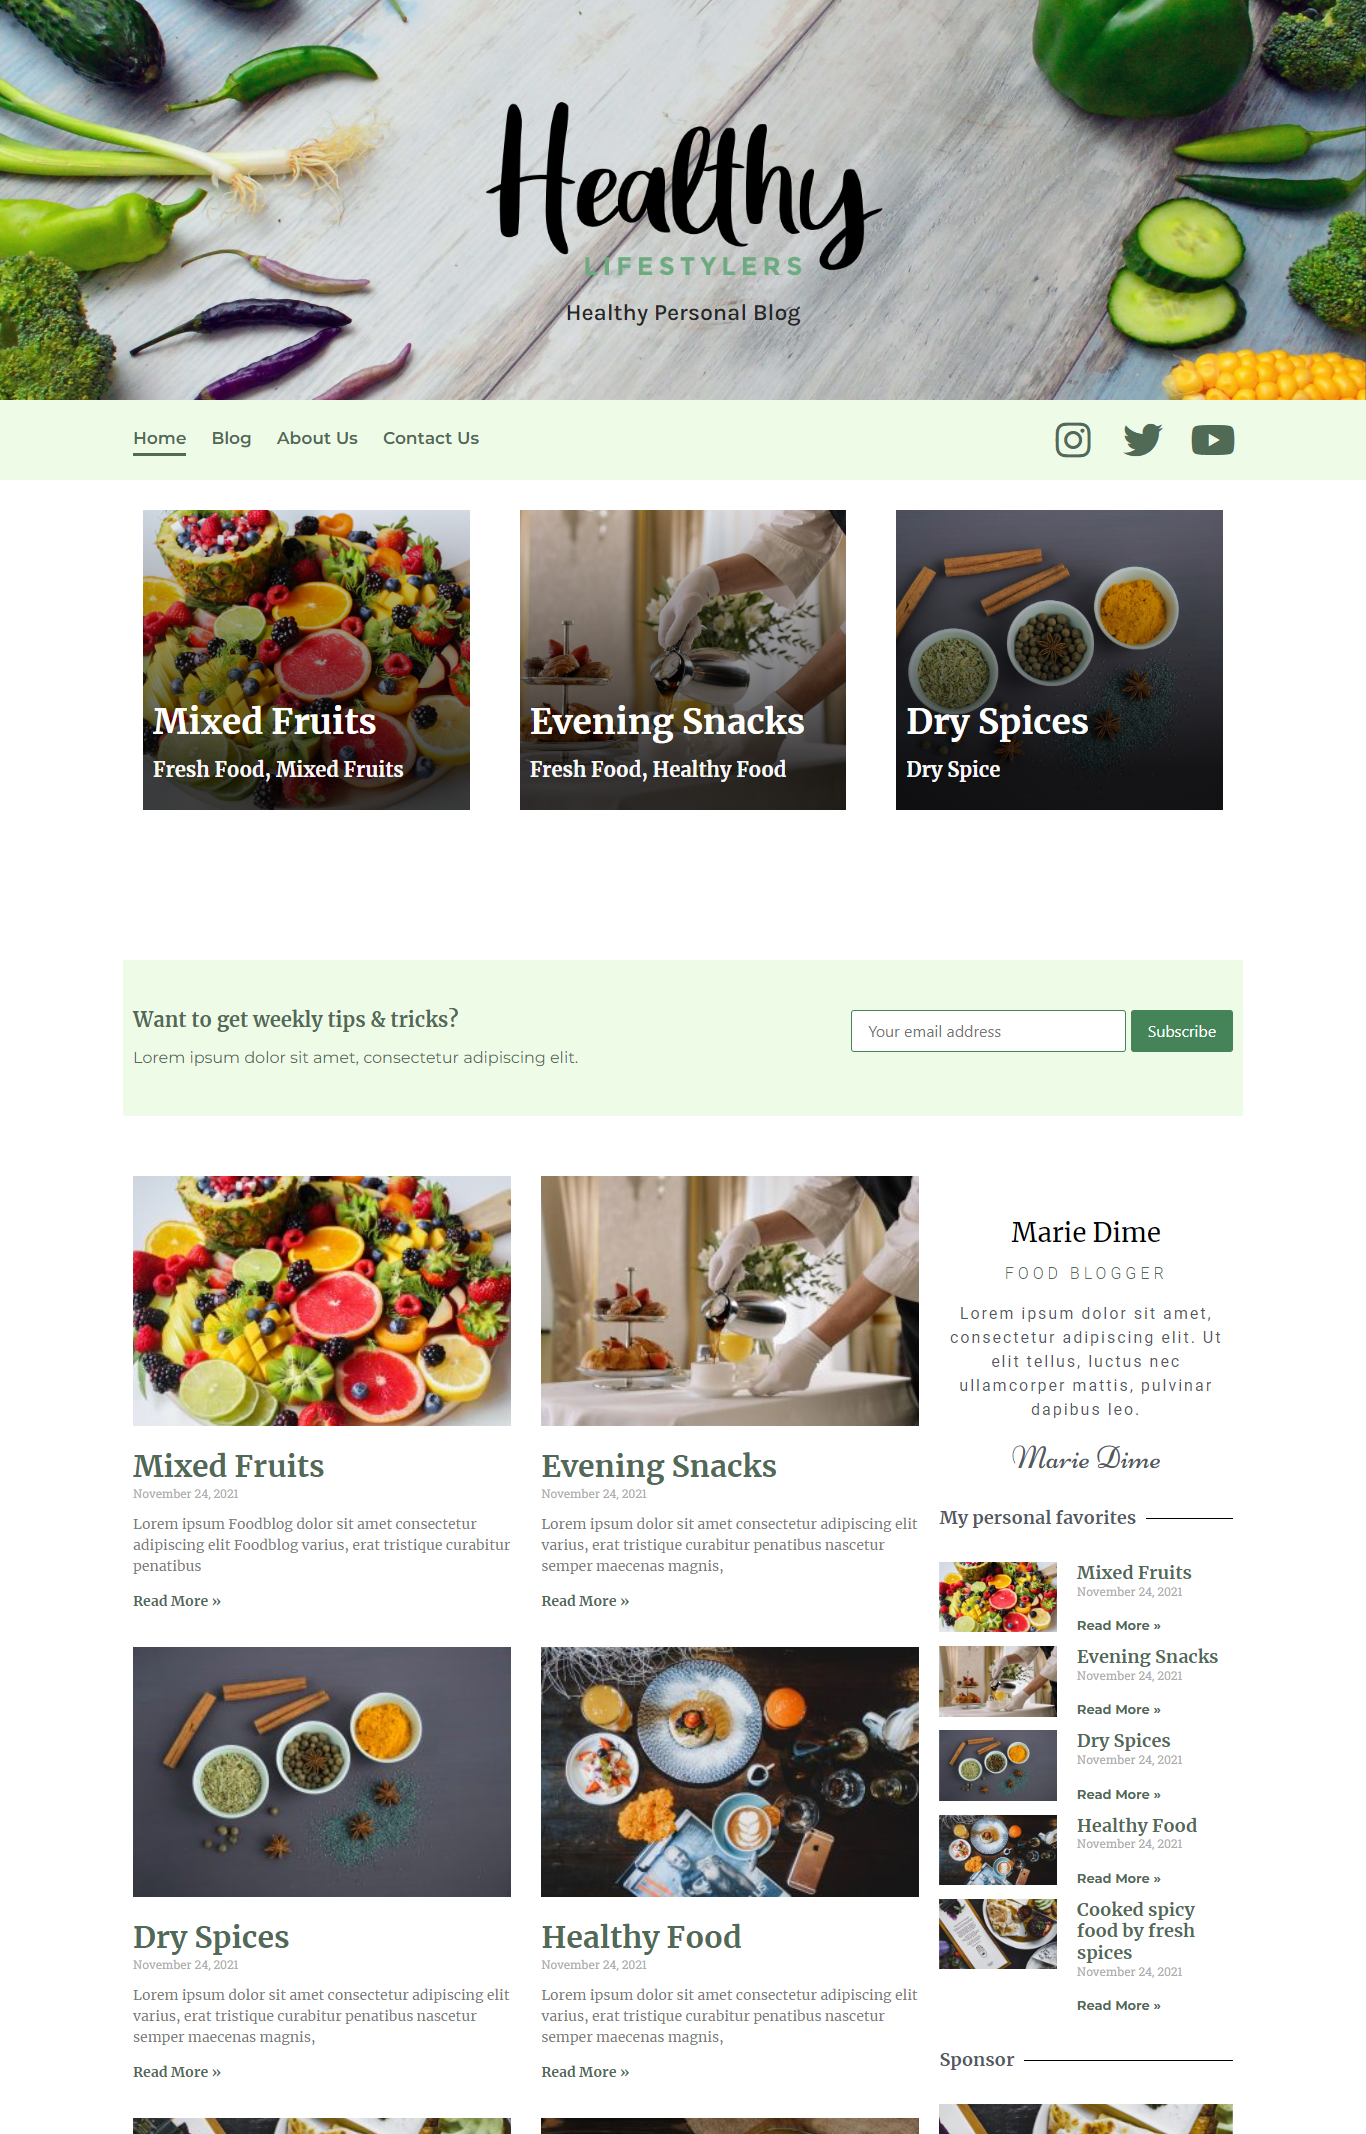 Healthy
LIFESTYLERS
Healthy Personal Blog
Home Blog About Us Contact Us
Mixed Fruits
Fresh Food, Mixed Fruits
Evening Snacks
Fresh Food, Healthy Food
Dry Spices
Dry Spice
Want to get weekly tips & tricks?
Lorem ipsum dolor sit amet, consectetur adipiscing elit.
Your email address
Subscribe
Mixed Fruits
November 24, 2021
Lorem ipsum Foodblog dolor sit amet consectetur
adipiscing elit Foodblog varius, erat tristique curabitur
penatibus
Read More »
Evening Snacks
November 24, 2021
Lorem ipsum dolor sit amet consectetur adipiscing elit
varius, erat tristique curabitur penatibus nascetur
semper maecenas magnis,
Read More »
Dry Spices
November 24, 2021
Lorem ipsum dolor sit amet consectetur adipiscing elit
varius, erat tristique curabitur penatibus nascetur
semper maecenas magnis,
Read More »
Healthy Food
November 24, 2021
Lorem ipsum dolor sit amet consectetur adipiscing elit
varius, erat tristique curabitur penatibus nascetur
semper maecenas magnis,
Read More »
Marie Dime
FOOD BLOGGER
Lorem ipsum dolor sit amet,
consectetur adipiscing elit. Ut
elit tellus, luctus nec
ullamcorper mattis, pulvinar
dapibus leo.
Marie Dime
My personal favorites
Mixed Fruits
November 24, 2021
Read More »
Evening Snacks
November 24, 2021
Read More »
Dry Spices
November 24, 2021
Read More »
Healthy Food
November 24, 2021
Read More »
Cooked spicy
food by fresh
spices
November 24, 2021
Read More »
Sponsor